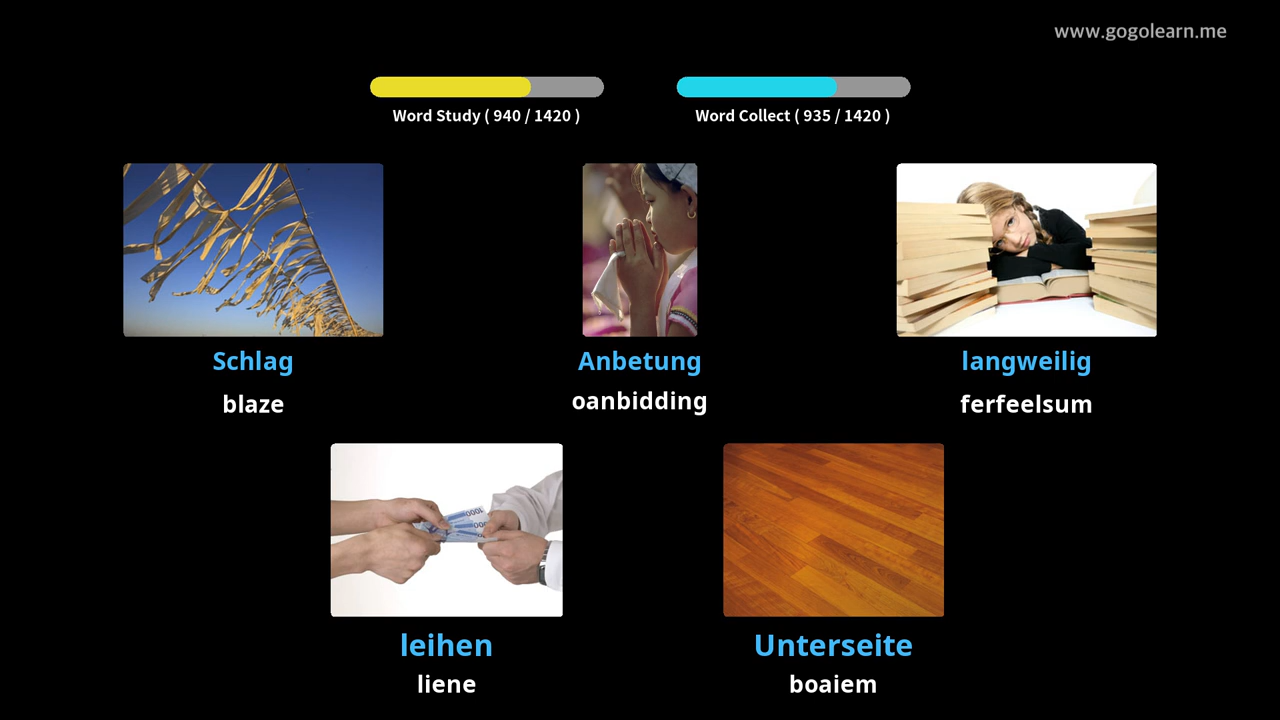 www.gogolearn.me
Word Study ( 940 / 1420 )
Word Collect ( 935 / 1420 )
Schlag
Anbetung
langweilig
blaze
oanbidding
ferfeelsum
leihen
Unterseite
liene
boaiem